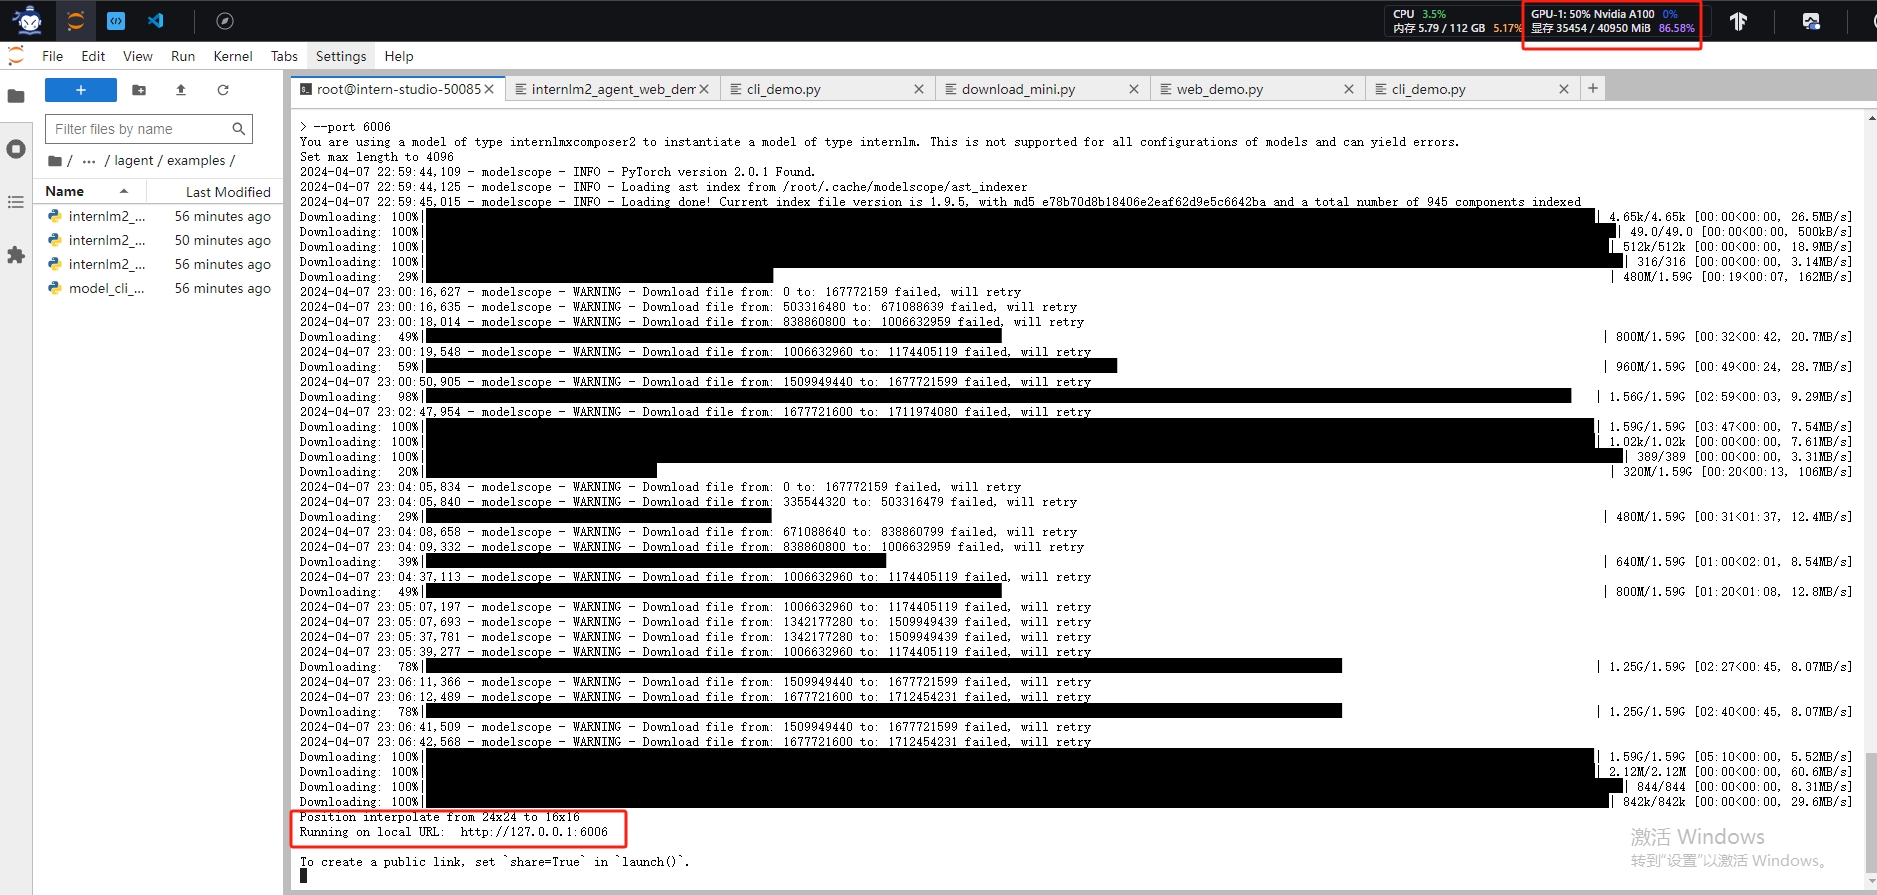 CPU 3.5%
内存 5.79 / 112 GB 5.17%
GPU-1: 50% Nvidia A100 0%
显存 35454 / 40950 MiB 86.58%
File Edit View Run Kernel Tabs Settings Help
root@intern-studio-50085
internlm2_agent_web_dem
cli_demo.py
download_mini.py
web_demo.py
cli_demo.py
Filter files by name
/ ... / lagent / examples /
Name Last Modified
internlm2_... 56 minutes ago
internlm2_... 50 minutes ago
internlm2_... 56 minutes ago
model_cli_... 56 minutes ago
> --port 6006
You are using a model of type internlmxcomposer2 to instantiate a model of type internlm. This is not supported for all configurations of models and can yield errors.
Set max length to 4096
2024-04-07 22:59:44,109 - modelscope - INFO - PyTorch version 2.0.1 Found.
2024-04-07 22:59:44,125 - modelscope - INFO - Loading ast index from /root/.cache/modelscope/ast_indexer
2024-04-07 22:59:45,015 - modelscope - INFO - Loading done! Current index file version is 1.9.5, with md5 e78b70d8b18406e2eaf62d9e5c6642ba and a total number of 945 components indexed
Downloading: 100%| | 4.65k/4.65k [00:00<00:00, 26.5MB/s]
Downloading: 100%| | 49.0/49.0 [00:00<00:00, 500kB/s]
Downloading: 100%| | 512k/512k [00:00<00:00, 18.9MB/s]
Downloading: 100%| | 316/316 [00:00<00:00, 3.14MB/s]
Downloading: 29%| | 480M/1.59G [00:19<00:07, 162MB/s]
2024-04-07 23:00:16,627 - modelscope - WARNING - Download file from: 0 to: 167772159 failed, will retry
2024-04-07 23:00:16,635 - modelscope - WARNING - Download file from: 503316480 to: 671088639 failed, will retry
2024-04-07 23:00:18,014 - modelscope - WARNING - Download file from: 838860800 to: 1006632959 failed, will retry
Downloading: 49%| | 800M/1.59G [00:32<00:42, 20.7MB/s]
2024-04-07 23:00:19,548 - modelscope - WARNING - Download file from: 1006632960 to: 1174405119 failed, will retry
Downloading: 59%| | 960M/1.59G [00:49<00:24, 28.7MB/s]
2024-04-07 23:00:50,905 - modelscope - WARNING - Download file from: 1509949440 to: 1677721599 failed, will retry
Downloading: 98%| | 1.56G/1.59G [02:59<00:03, 9.29MB/s]
2024-04-07 23:02:47,954 - modelscope - WARNING - Download file from: 1677721600 to: 1711974080 failed, will retry
Downloading: 100%| | 1.59G/1.59G [03:47<00:00, 7.54MB/s]
Downloading: 100%| | 1.02k/1.02k [00:00<00:00, 7.61MB/s]
Downloading: 100%| | 389/389 [00:00<00:00, 3.31MB/s]
Downloading: 20%| | 320M/1.59G [00:20<00:13, 106MB/s]
2024-04-07 23:04:05,834 - modelscope - WARNING - Download file from: 0 to: 167772159 failed, will retry
2024-04-07 23:04:05,840 - modelscope - WARNING - Download file from: 335544320 to: 503316479 failed, will retry
Downloading: 29%| | 480M/1.59G [00:31<01:37, 12.4MB/s]
2024-04-07 23:04:08,658 - modelscope - WARNING - Download file from: 671088640 to: 838860799 failed, will retry
2024-04-07 23:04:09,332 - modelscope - WARNING - Download file from: 838860800 to: 1006632959 failed, will retry
Downloading: 39%| | 640M/1.59G [01:00<02:01, 8.54MB/s]
2024-04-07 23:04:37,113 - modelscope - WARNING - Download file from: 1006632960 to: 1174405119 failed, will retry
Downloading: 49%| | 800M/1.59G [01:20<01:08, 12.8MB/s]
2024-04-07 23:05:07,197 - modelscope - WARNING - Download file from: 1006632960 to: 1174405119 failed, will retry
2024-04-07 23:05:07,693 - modelscope - WARNING - Download file from: 1342177280 to: 1509949439 failed, will retry
2024-04-07 23:05:37,781 - modelscope - WARNING - Download file from: 1342177280 to: 1509949439 failed, will retry
2024-04-07 23:05:39,277 - modelscope - WARNING - Download file from: 1006632960 to: 1174405119 failed, will retry
Downloading: 78%| | 1.25G/1.59G [02:27<00:45, 8.07MB/s]
2024-04-07 23:06:11,366 - modelscope - WARNING - Download file from: 1509949440 to: 1677721599 failed, will retry
2024-04-07 23:06:12,489 - modelscope - WARNING - Download file from: 1677721600 to: 1712454231 failed, will retry
Downloading: 78%| | 1.25G/1.59G [02:40<00:45, 8.07MB/s]
2024-04-07 23:06:41,509 - modelscope - WARNING - Download file from: 1509949440 to: 1677721599 failed, will retry
2024-04-07 23:06:42,568 - modelscope - WARNING - Download file from: 1677721600 to: 1712454231 failed, will retry
Downloading: 100%| | 1.59G/1.59G [05:10<00:00, 5.52MB/s]
Downloading: 100%| | 2.12M/2.12M [00:00<00:00, 60.6MB/s]
Downloading: 100%| | 844/844 [00:00<00:00, 8.31MB/s]
Downloading: 100%| | 842k/842k [00:00<00:00, 29.6MB/s]
Position interpolate from 24x24 to 16x16
Running on local URL: http://127.0.0.1:6006
To create a public link, set `share=True` in `launch()`.
激活 Windows
转到"设置"以激活 Windows。